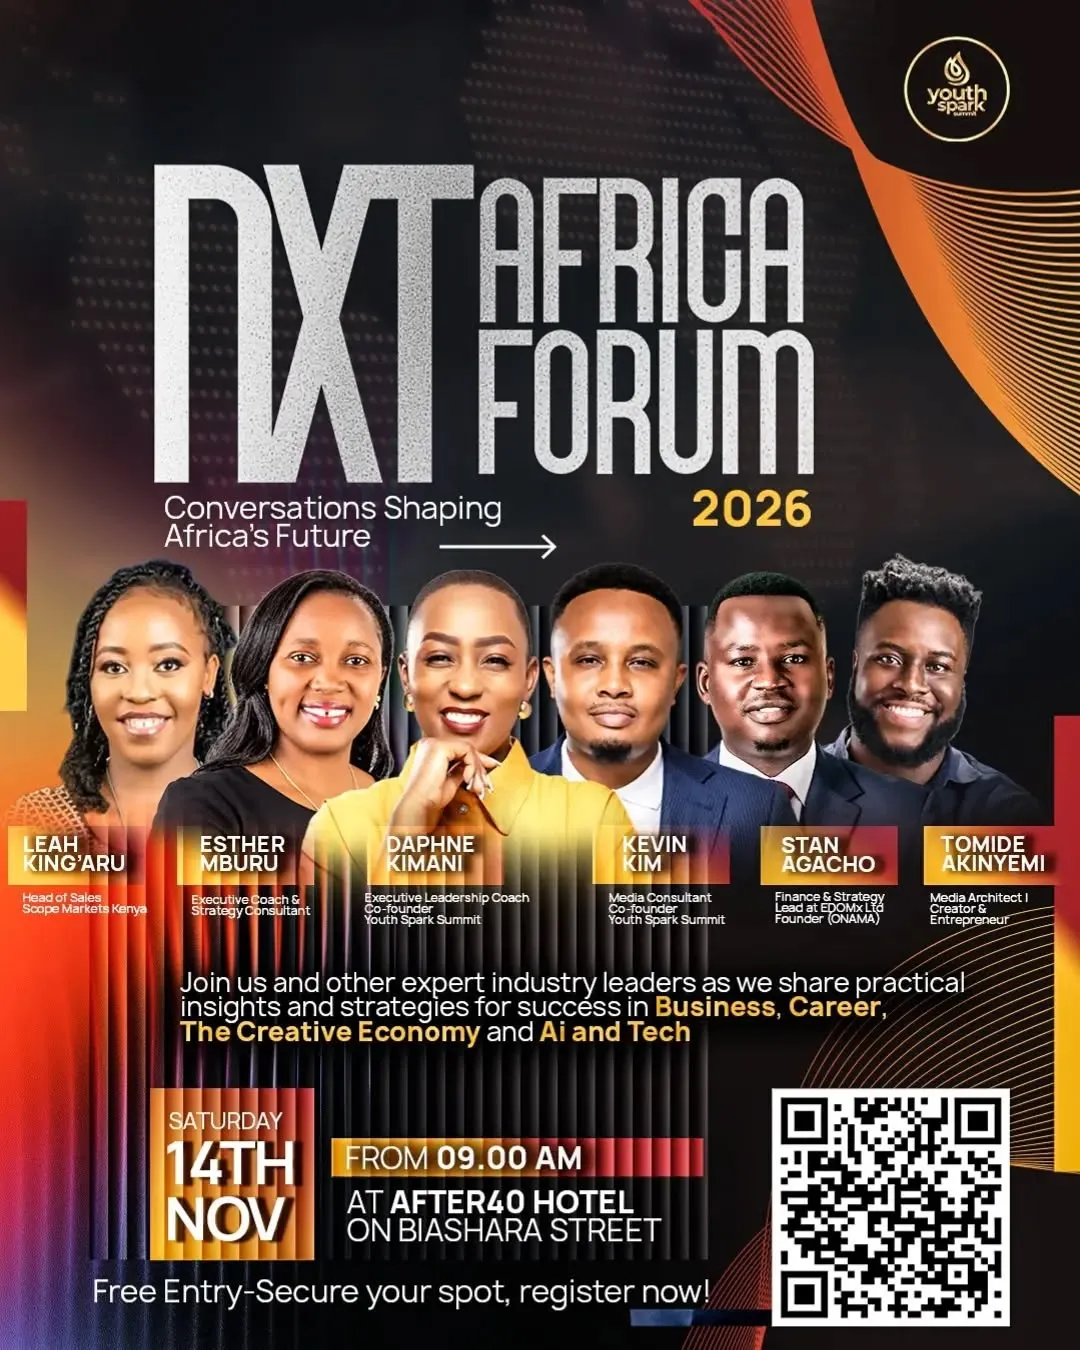 youth
spark
summit
NXT AFRICA
FORUM
2026
Conversations Shaping
Africa's Future
LEAH
KING'ARU
Head of Sales
Scope Markets Kenya
ESTHER
MBURU
Executive Coach &
Strategy Consultant
DAPHNE
KIMANI
Executive Leadership Coach
Co-founder
Youth Spark Summit
KEVIN
KIM
Media Consultant
Co-founder
Youth Spark Summit
STAN
AGACHO
Finance & Strategy
Lead at EDOMx Ltd
Founder (ONAMA)
TOMIDE
AKINYEMI
Media Architect |
Creator &
Entrepreneur
Join us and other expert industry leaders as we share practical
insights and strategies for success in Business, Career,
The Creative Economy and Ai and Tech
SATURDAY
14TH
NOV
FROM 09.00 AM
AT AFTER40 HOTEL
ON BIASHARA STREET
Free Entry-Secure your spot, register now!